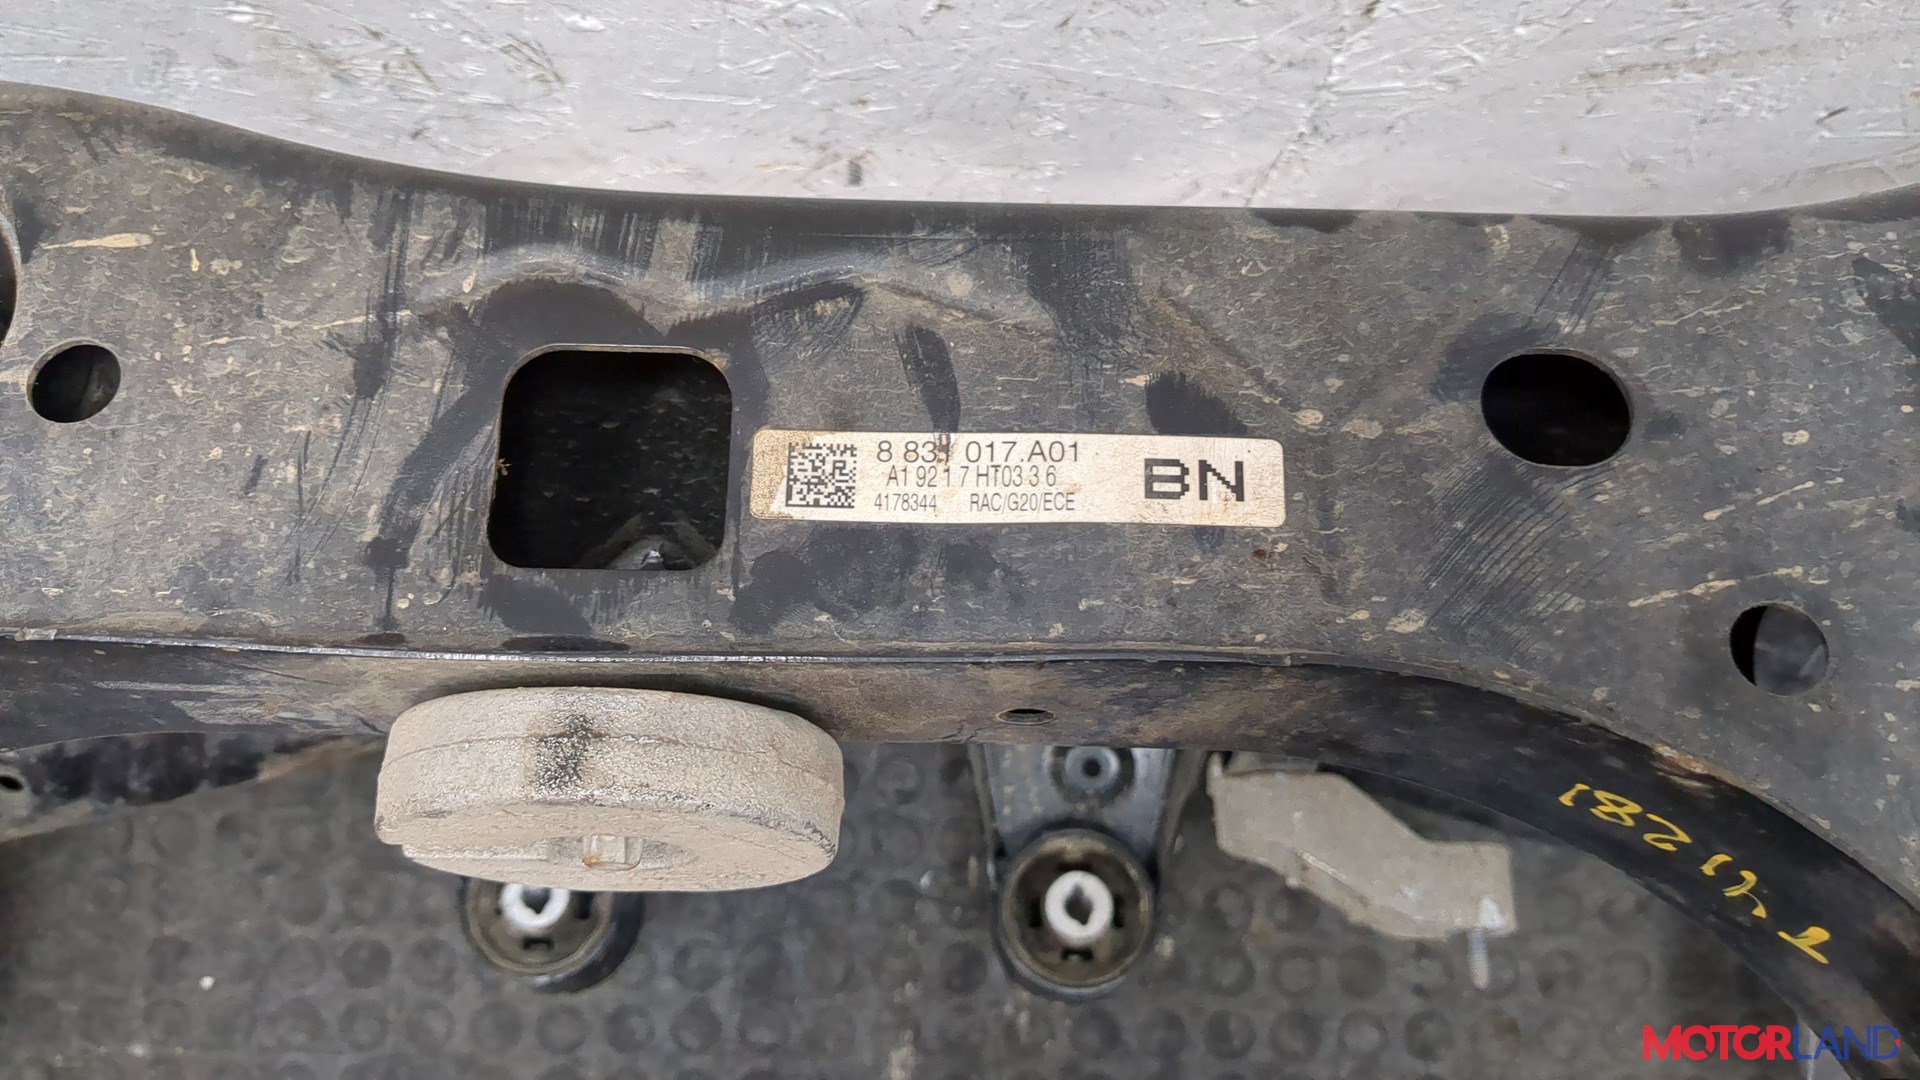 8 83 017.A01
A1 92 1 7 HT03 3 6
4178344 RAC/G20/ECE
BN
MOTORLAND